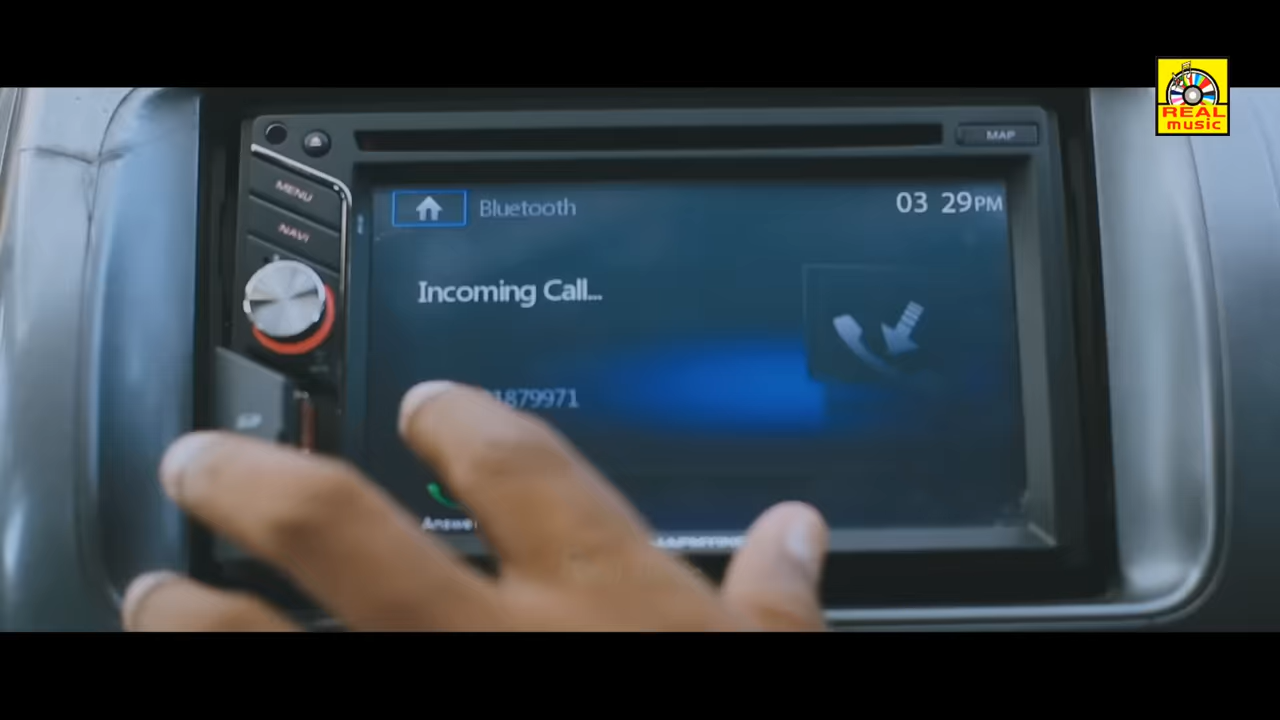 REAL
music
MAP
MENU
Bluetooth
03 29PM
NAVI
Incoming Call...
1879971